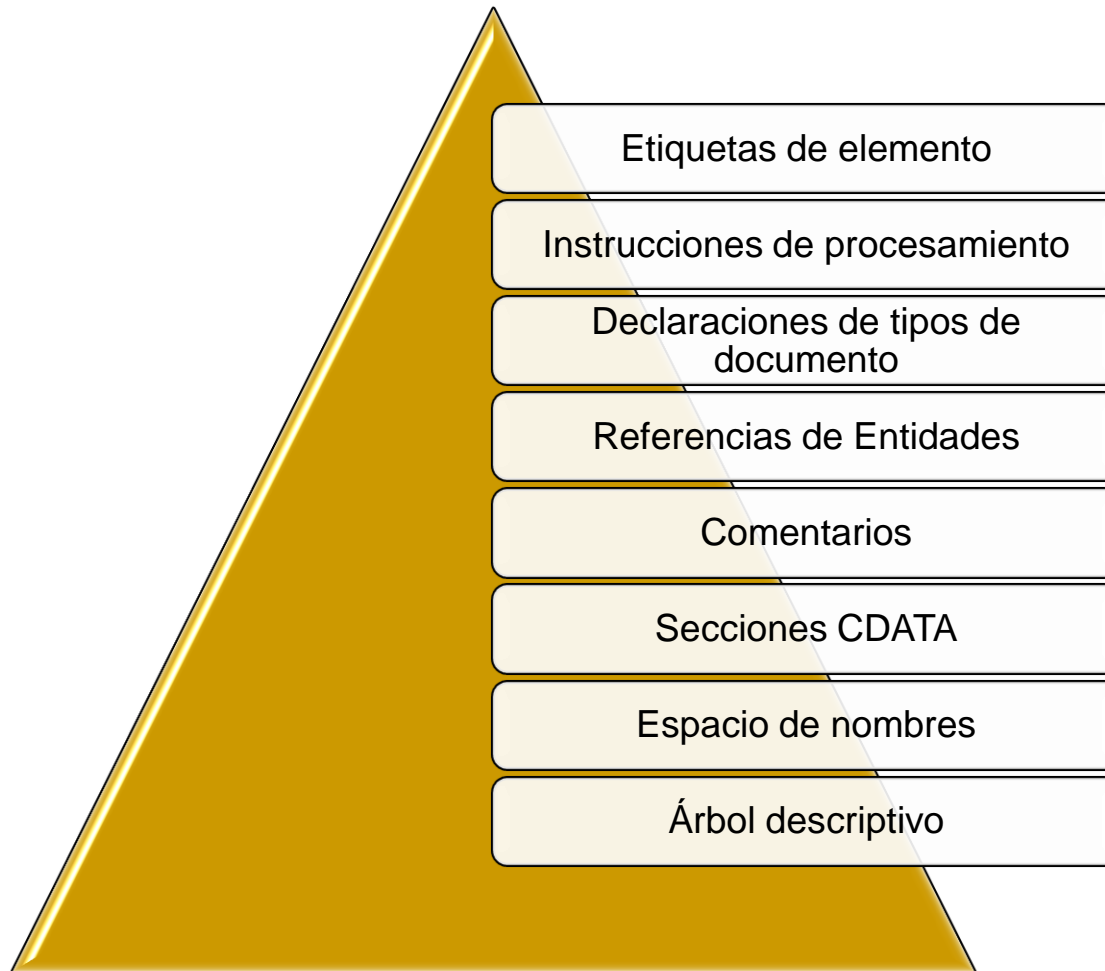 Etiquetas de elemento
Instrucciones de procesamiento
Declaraciones de tipos de
documento
Referencias de Entidades
Comentarios
Secciones CDATA
Espacio de nombres
Árbol descriptivo